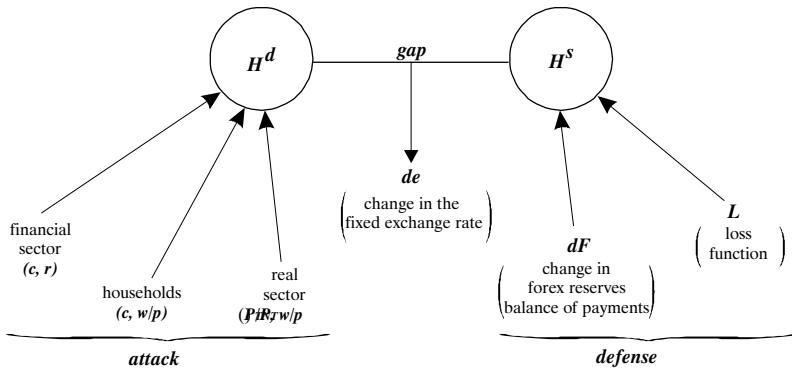 H^d
gap
H^s
de
change in the
fixed exchange rate
financial
sector
(c, r)
households
(c, w/p)
real
sector
w/p
attack
dF
change in
forex reserves
balance of payments
L
loss
function
defense